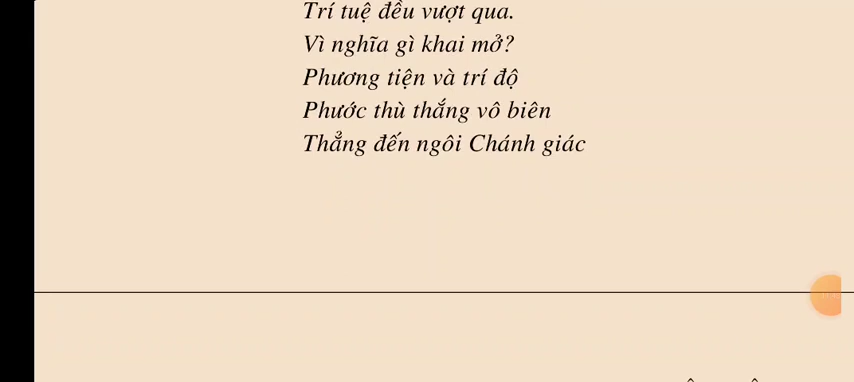 Trí tuệ đều vượt qua.
Vì nghĩa gì khai mở?
Phương tiện và trí độ
Phước thù thắng vô biên
Thẳng đến ngôi Chánh giác